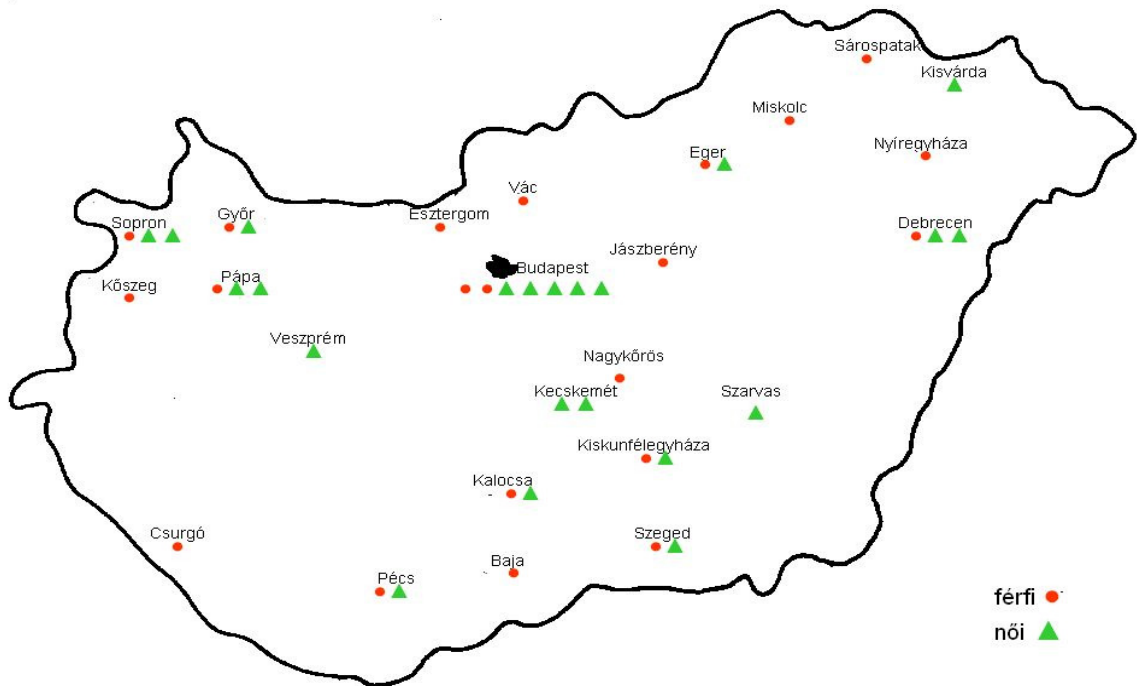 Sárospatak
Kisvárda
Miskolc
Nyíregyháza
Eger
Vác
Esztergom
Sopron
Győr
Debrecen
Jászberény
Budapest
Kőszeg
Pápa
Veszprém
Nagykőrös
Kecskemét
Szarvas
Kiskunfélegyháza
Kalocsa
Csurgó
Szeged
Baja
Pécs
férfi
női